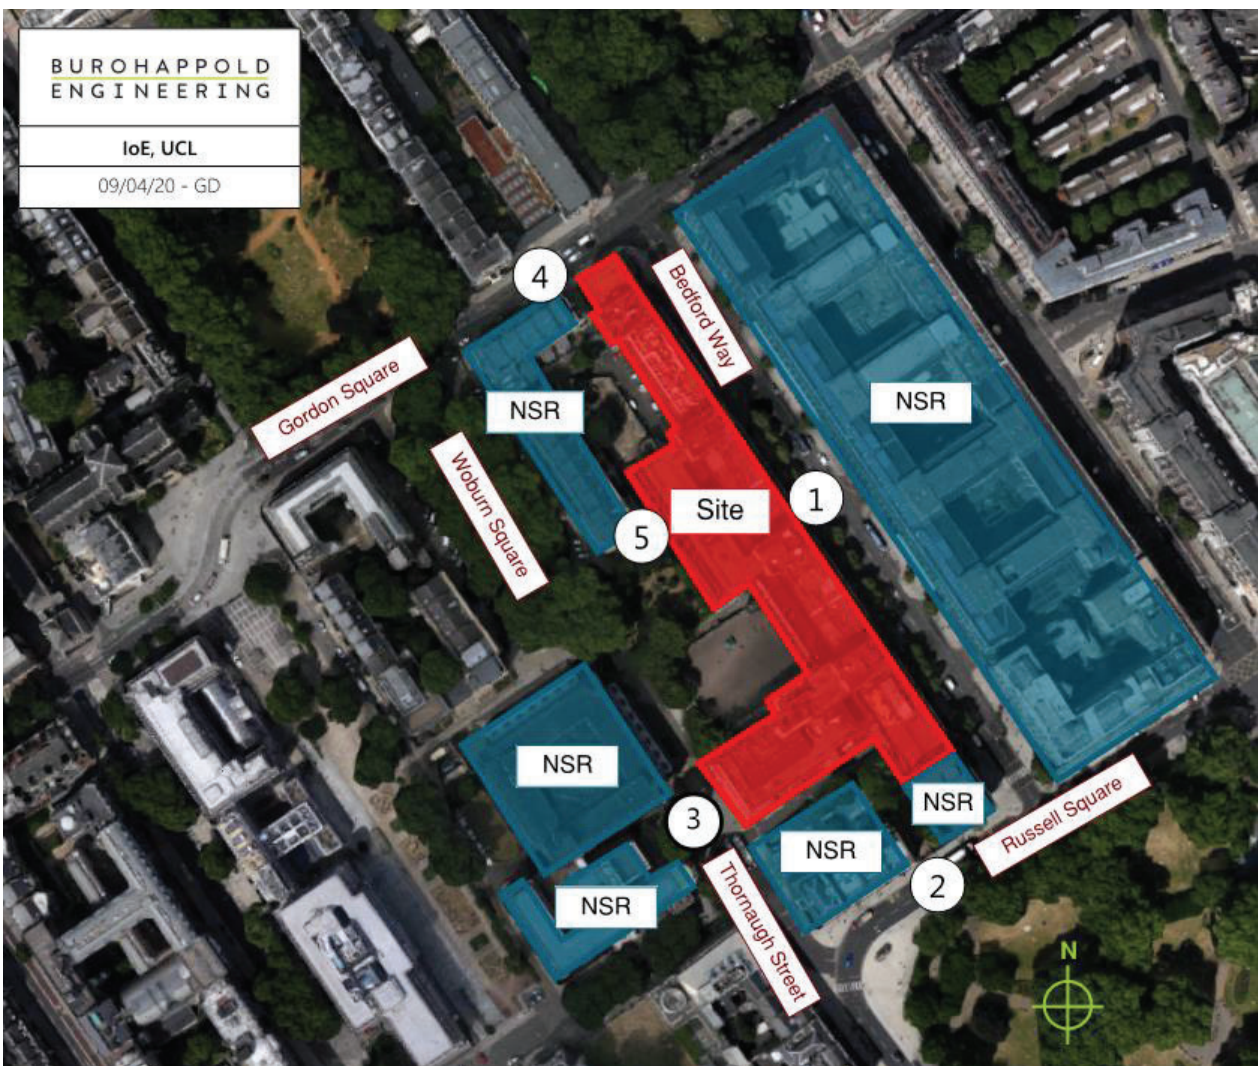 BUROHAPPOLD
ENGINEERING
IoE, UCL
09/04/20 - GD
4
Bedford Way
Gordon Square
NSR
NSR
Woburn Square
Site
1
5
NSR
3
NSR
NSR
Russell Square
NSR
2
Thornaugh Street
N